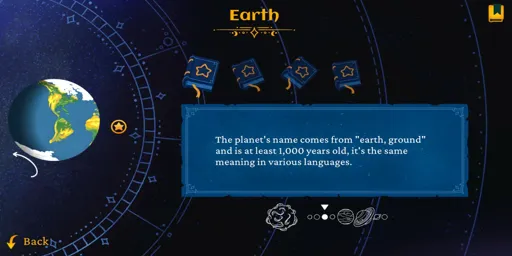 Earth
The planet's name comes from "earth, ground"
and is at least 1,000 years old, it's the same
meaning in various languages.
Back